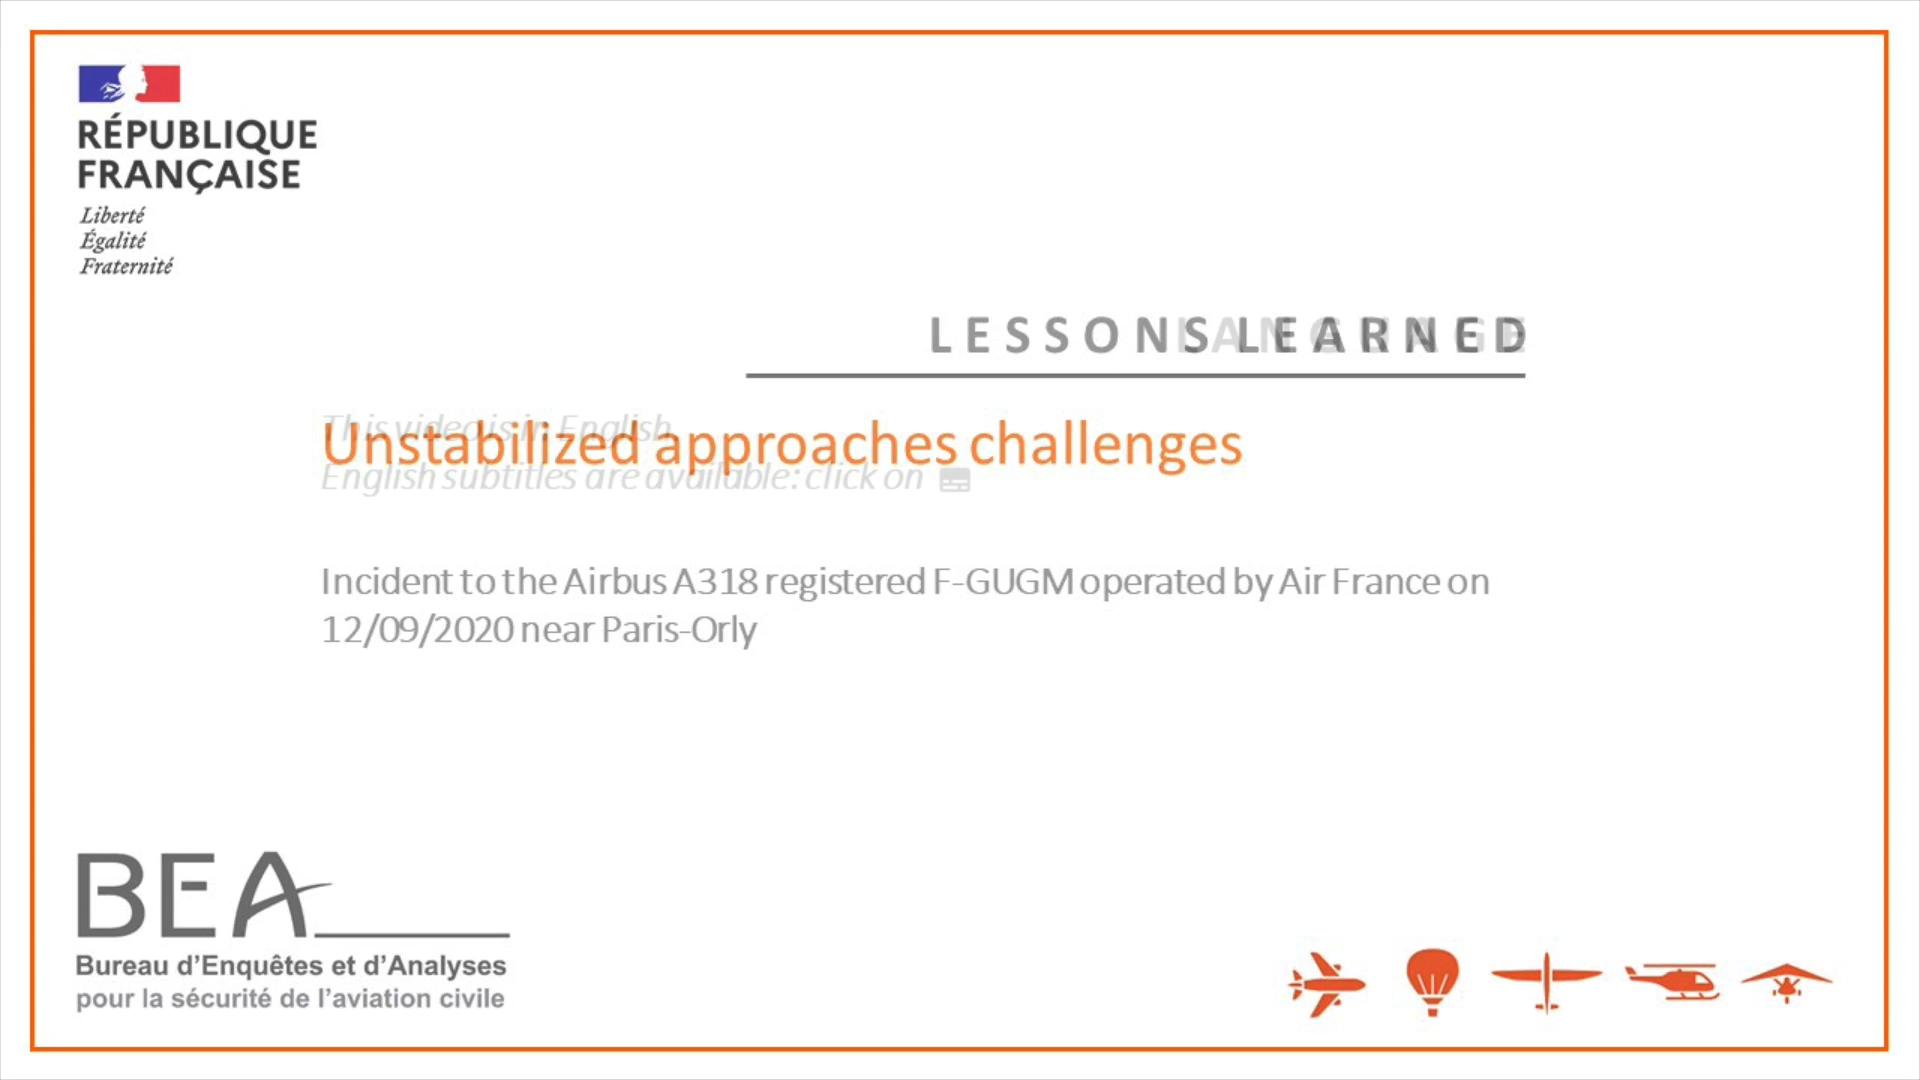 RÉPUBLIQUE
FRANÇAISE
Liberté
Égalité
Fraternité
LESSONS LEARNED
LANGUAGE
This video is in English.
Unstabilized approaches challenges
English subtitles are available: click on
Incident to the Airbus A318 registered F-GUGM operated by Air France on
12/09/2020 near Paris-Orly
BEA
Bureau d'Enquêtes et d'Analyses
pour la sécurité de l'aviation civile